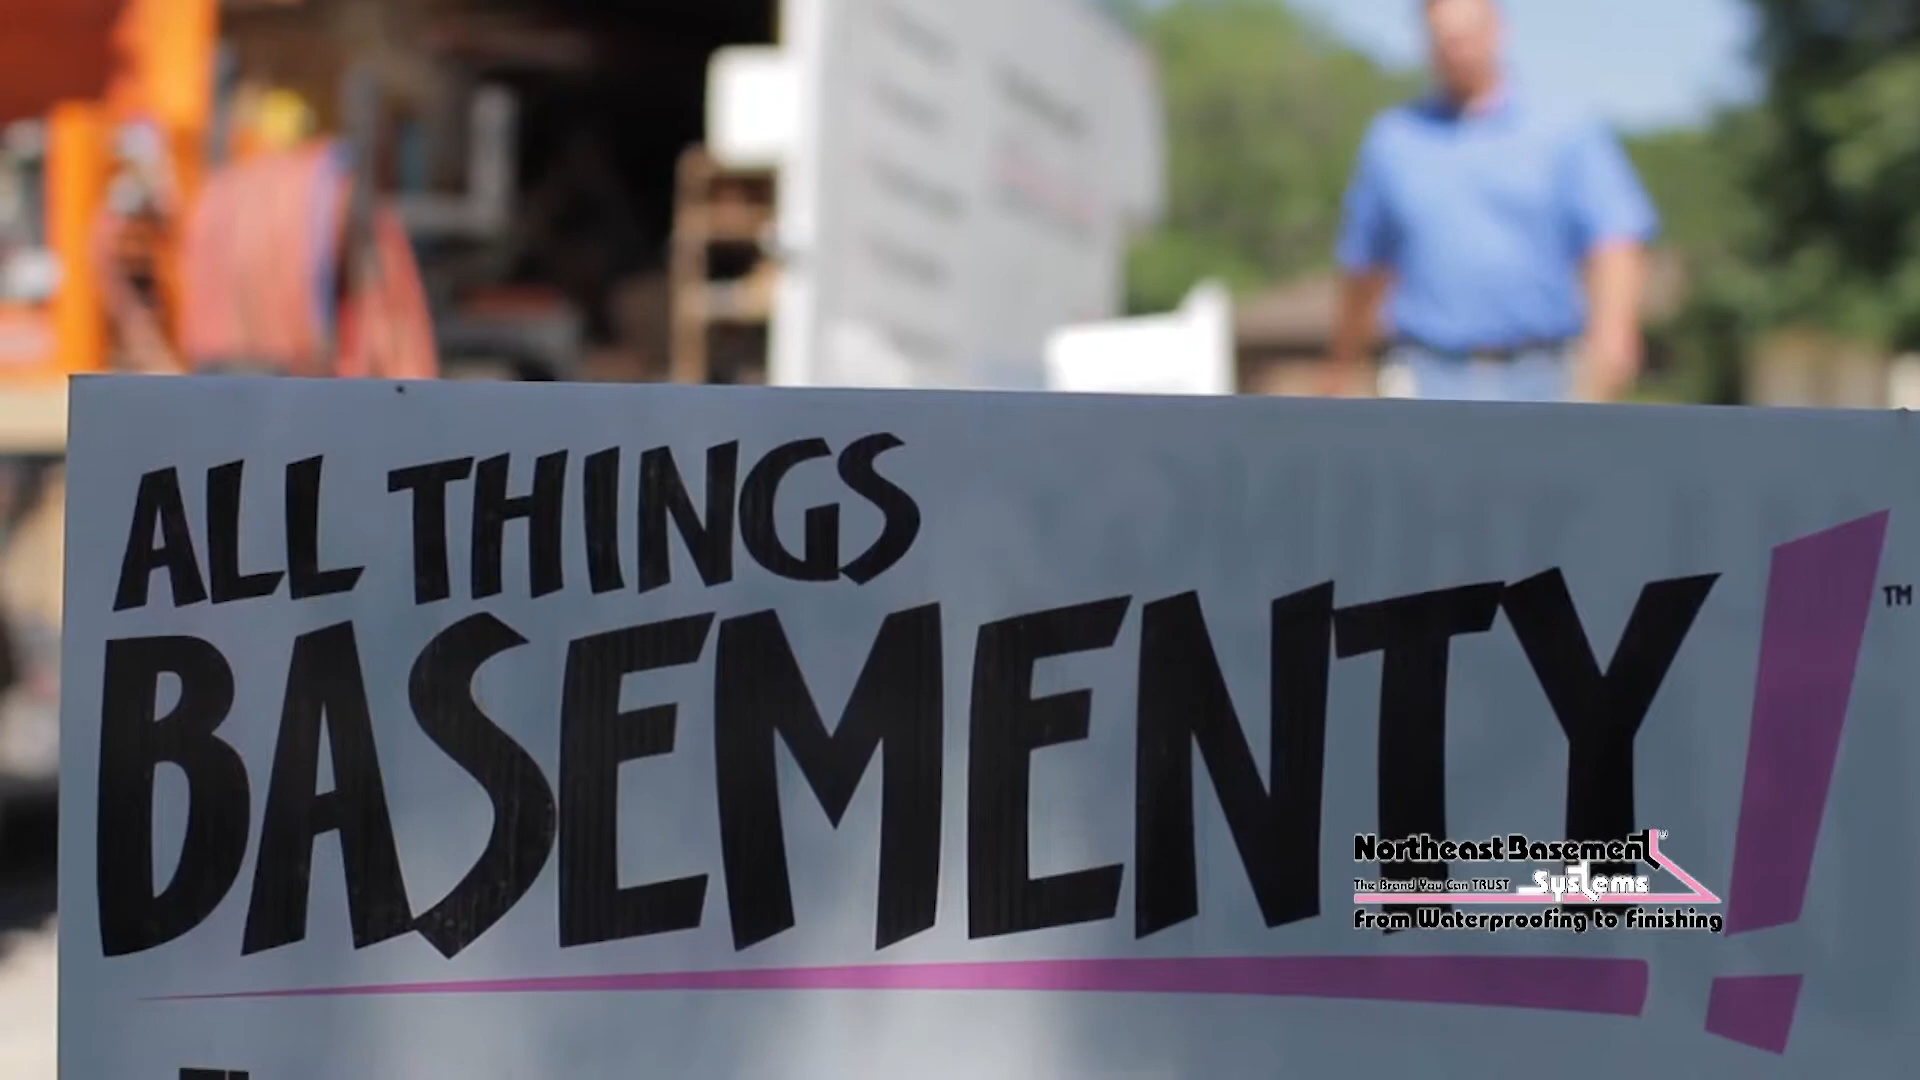 ALL THINGS
BASEMENTY! ™
Northeast Basement
The Brand You Can TRUST Systems
From Waterproofing to Finishing